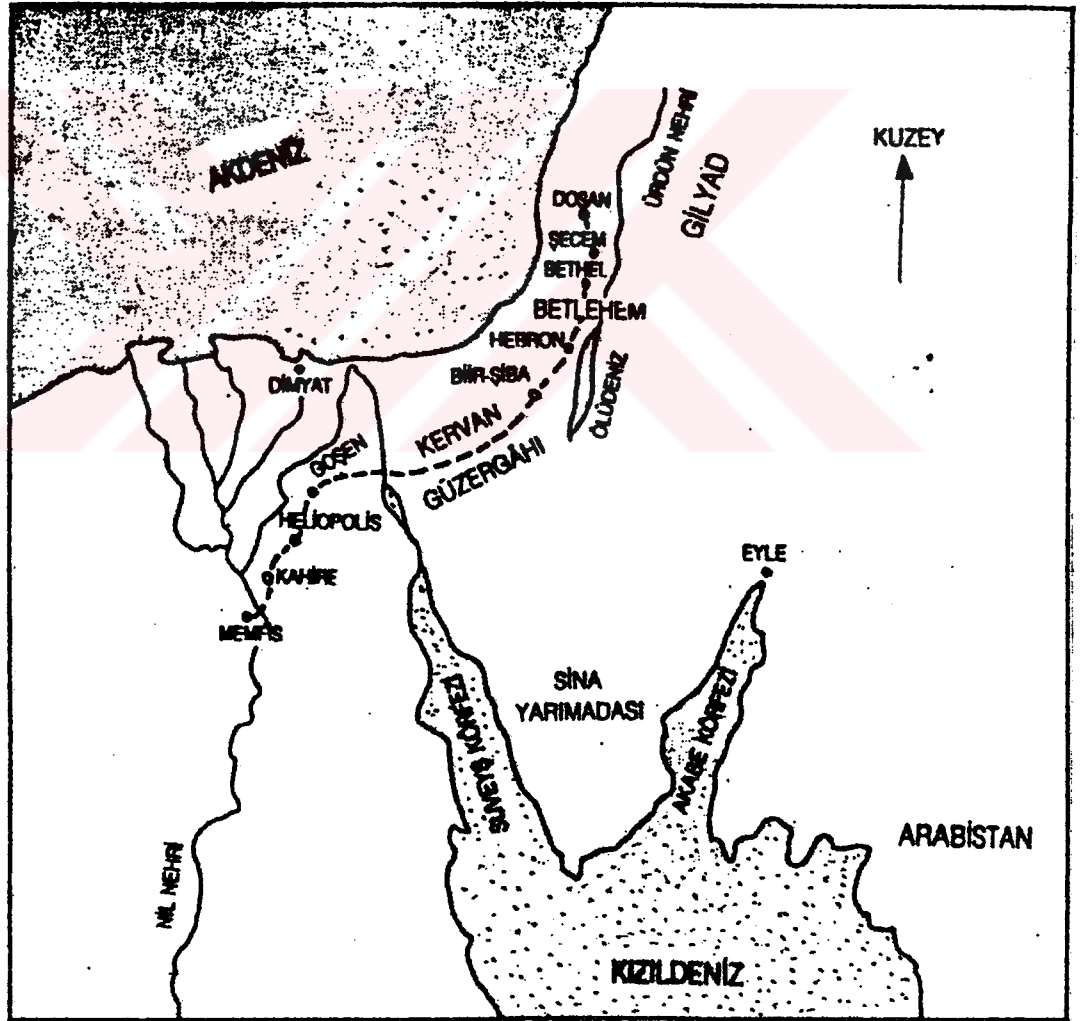 AKDENİZ
ÜRDÜN NEHRİ
GİLYAD
KUZEY
DOŞAN
ŞECEM
BETHEL
BETLEHEM
HEBRON
BİİR-ŞİBA
ÖLÜDENİZ
DİMYAT
GOŞEN
KERVAN
GÜZERGÂHI
HELİOPOLİS
KAHİRE
MEMFİS
EYLE
SİNA
YARIMADASI
SÜVEYŞ KÖRFEZİ
AKABE KÖRFEZİ
ARABİSTAN
NİL NEHRİ
KIZILDENİZ